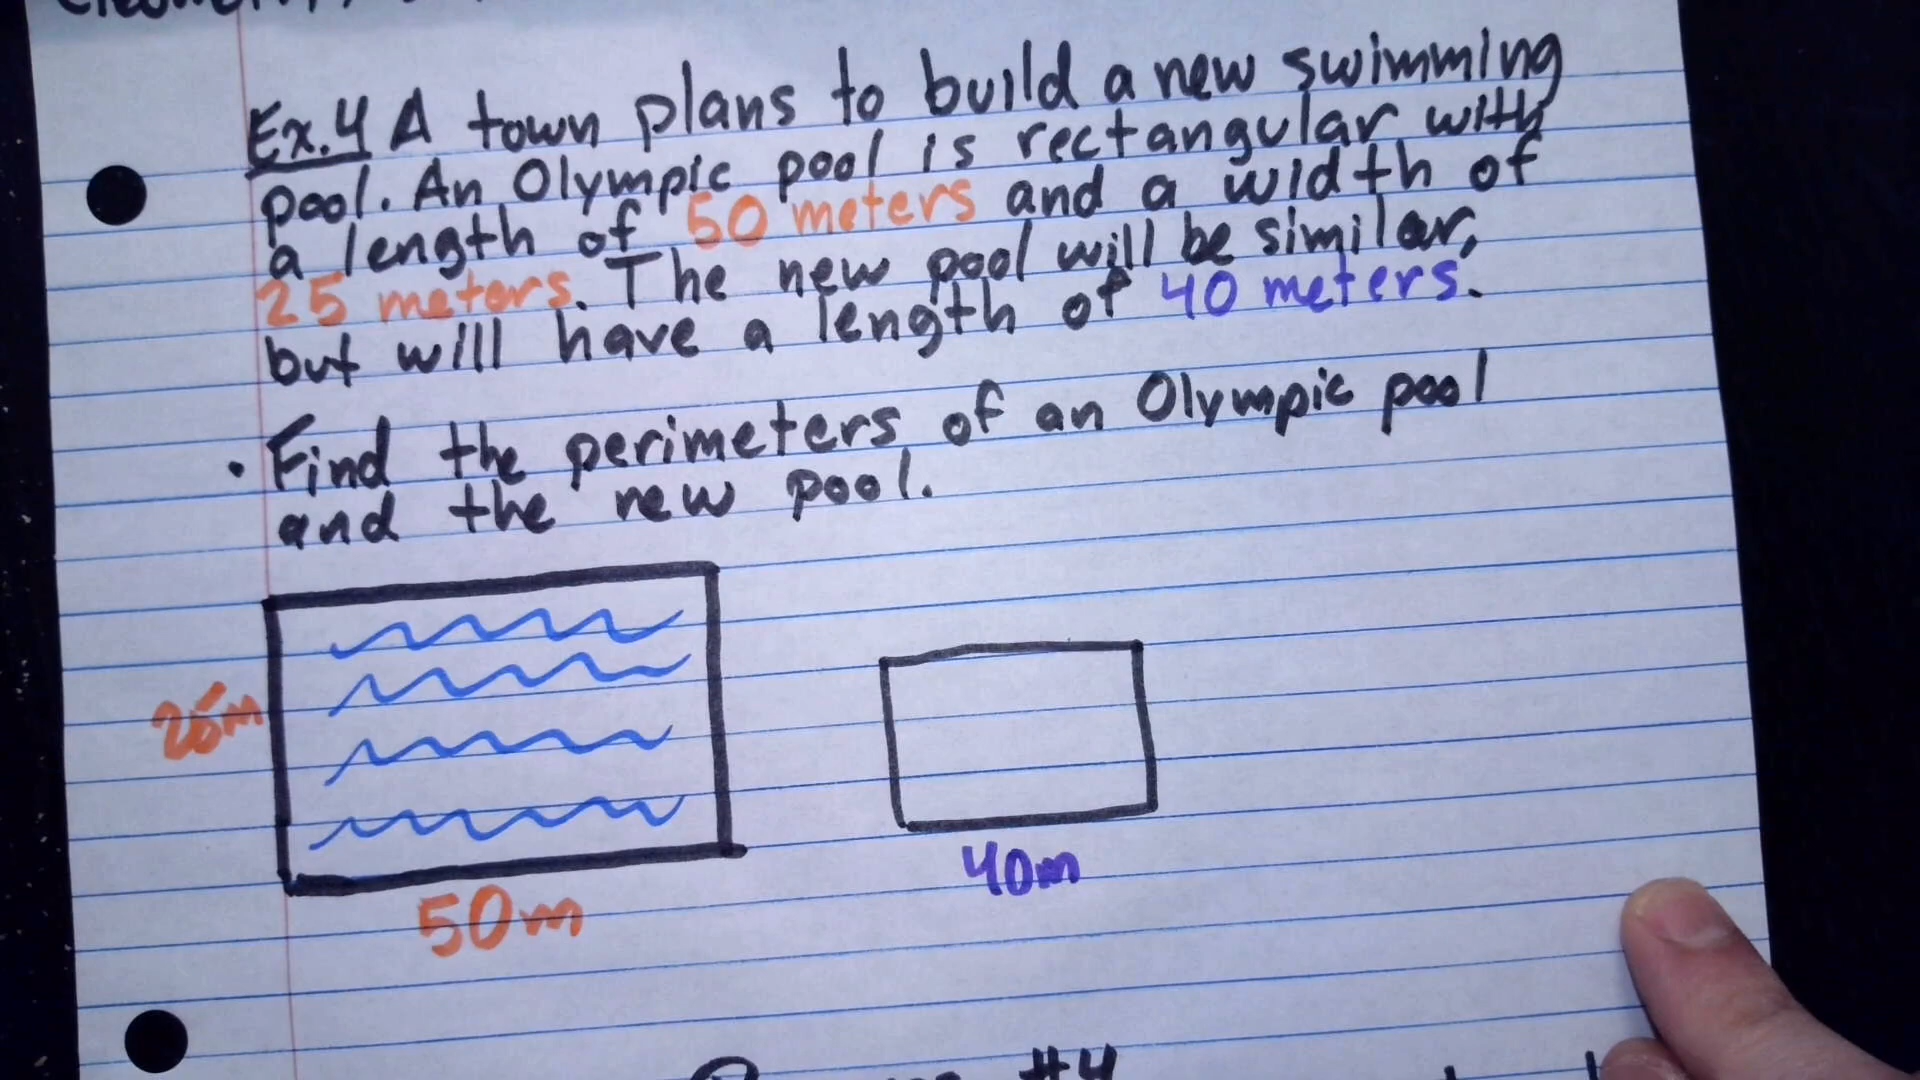 Ex.4 A town plans to build a new swimming
pool. An Olympic pool is rectangular with
a length of 50 meters and a width of
25 meters. The new pool will be similar,
but will have a length of 40 meters.
• Find the perimeters of an Olympic pool
and the new pool.
25m
50m
40m
#4